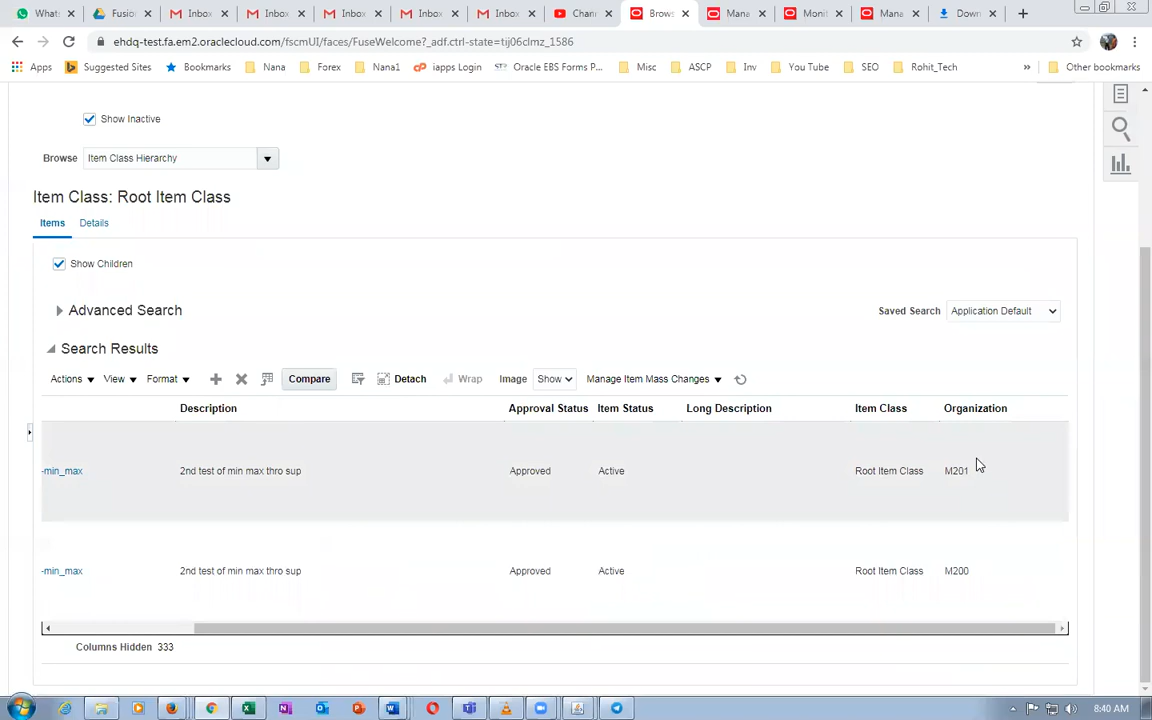 Whats
Fusion
Inbox
Inbox
Inbox
Inbox
Inbox
Chann
Brows
Mana
Monit
Mana
Down
ehdq-test.fa.em2.oraclecloud.com/fscmUI/faces/FuseWelcome?_adf.ctrl-state=tij06clmz_1586
Apps
Suggested Sites
Bookmarks
Nana
Forex
Nana1
iapps Login
Oracle EBS Forms P...
Misc
ASCP
Inv
You Tube
SEO
Rohit_Tech
»
Other bookmarks
Show Inactive
Browse Item Class Hierarchy
Item Class: Root Item Class
Items Details
Show Children
Advanced Search
Saved Search Application Default
Search Results
Actions View Format Compare Detach Wrap Image Show Manage Item Mass Changes
Description Approval Status Item Status Long Description Item Class Organization
-min_max 2nd test of min max thro sup Approved Active Root Item Class M201
-min_max 2nd test of min max thro sup Approved Active Root Item Class M200
Columns Hidden 333
8:40 AM